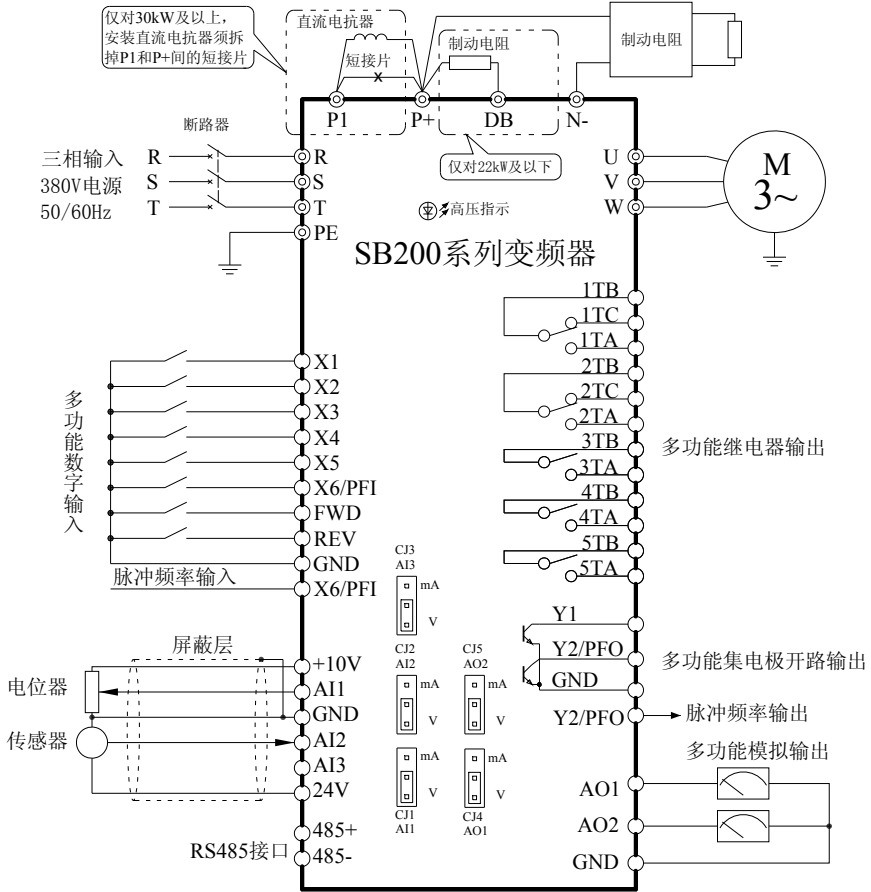 仅对30kW及以上，
安装直流电抗器须拆
掉P1和P+间的短接片
直流电抗器
短接片
x
制动电阻
制动电阻
P1
P+
DB
N-
仅对22kW及以下
断路器
三相输入
380V电源
50/60Hz
R
S
T
R
S
T
PE
高压指示
U
V
W
M
3~
SB200系列变频器
1TB
1TC
1TA
2TB
2TC
2TA
3TB
3TA
4TB
4TA
5TB
5TA
多功能继电器输出
多功能数字输入
X1
X2
X3
X4
X5
X6/PFI
FWD
REV
GND
脉冲频率输入
X6/PFI
CJ3
AI3
mA
V
CJ2
AI2
mA
V
CJ5
AO2
mA
V
mA
V
CJ1
AI1
mA
V
CJ4
AO1
Y1
Y2/PFO
GND
多功能集电极开路输出
Y2/PFO
脉冲频率输出
多功能模拟输出
AO1
AO2
GND
屏蔽层
电位器
传感器
+10V
AI1
GND
AI2
AI3
24V
RS485接口
485+
485-